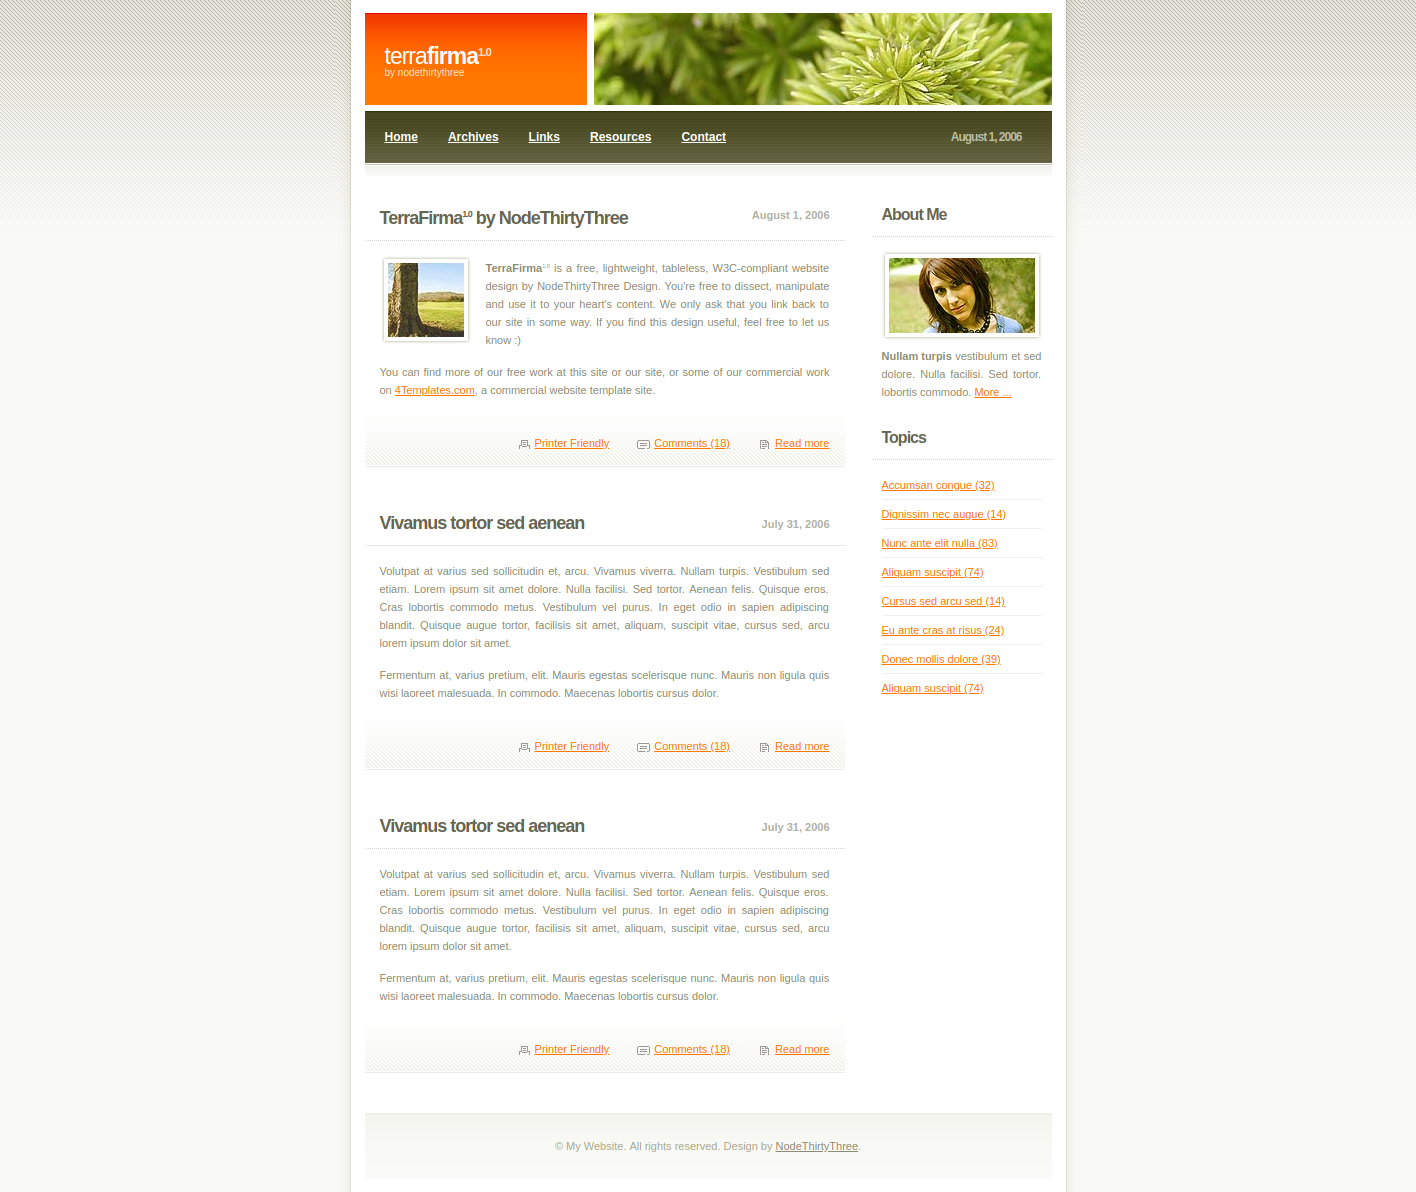 terrafirma1.0
by nodethirtythree
Home Archives Links Resources Contact August 1, 2006
TerraFirma1.0 by NodeThirtyThree August 1, 2006
TerraFirma1.0 is a free, lightweight, tableless, W3C-compliant website
design by NodeThirtyThree Design. You're free to dissect, manipulate
and use it to your heart's content. We only ask that you link back to
our site in some way. If you find this design useful, feel free to let us
know :)
You can find more of our free work at this site or our site, or some of our commercial work
on 4Templates.com, a commercial website template site.
Printer Friendly Comments (18) Read more
Vivamus tortor sed aenean July 31, 2006
Volutpat at varius sed sollicitudin et, arcu. Vivamus viverra. Nullam turpis. Vestibulum sed
etiam. Lorem ipsum sit amet dolore. Nulla facilisi. Sed tortor. Aenean felis. Quisque eros.
Cras lobortis commodo metus. Vestibulum vel purus. In eget odio in sapien adipiscing
blandit. Quisque augue tortor, facilisis sit amet, aliquam, suscipit vitae, cursus sed, arcu
lorem ipsum dolor sit amet.
Fermentum at, varius pretium, elit. Mauris egestas scelerisque nunc. Mauris non ligula quis
wisi laoreet malesuada. In commodo. Maecenas lobortis cursus dolor.
Printer Friendly Comments (18) Read more
Vivamus tortor sed aenean July 31, 2006
Volutpat at varius sed sollicitudin et, arcu. Vivamus viverra. Nullam turpis. Vestibulum sed
etiam. Lorem ipsum sit amet dolore. Nulla facilisi. Sed tortor. Aenean felis. Quisque eros.
Cras lobortis commodo metus. Vestibulum vel purus. In eget odio in sapien adipiscing
blandit. Quisque augue tortor, facilisis sit amet, aliquam, suscipit vitae, cursus sed, arcu
lorem ipsum dolor sit amet.
Fermentum at, varius pretium, elit. Mauris egestas scelerisque nunc. Mauris non ligula quis
wisi laoreet malesuada. In commodo. Maecenas lobortis cursus dolor.
Printer Friendly Comments (18) Read more
About Me
Nullam turpis vestibulum et sed
dolore. Nulla facilisi. Sed tortor.
lobortis commodo. More ...
Topics
Accumsan congue (32)
Dignissim nec augue (14)
Nunc ante elit nulla (83)
Aliquam suscipit (74)
Cursus sed arcu sed (14)
Eu ante cras at risus (24)
Donec mollis dolore (39)
Aliquam suscipit (74)
© My Website. All rights reserved. Design by NodeThirtyThree.